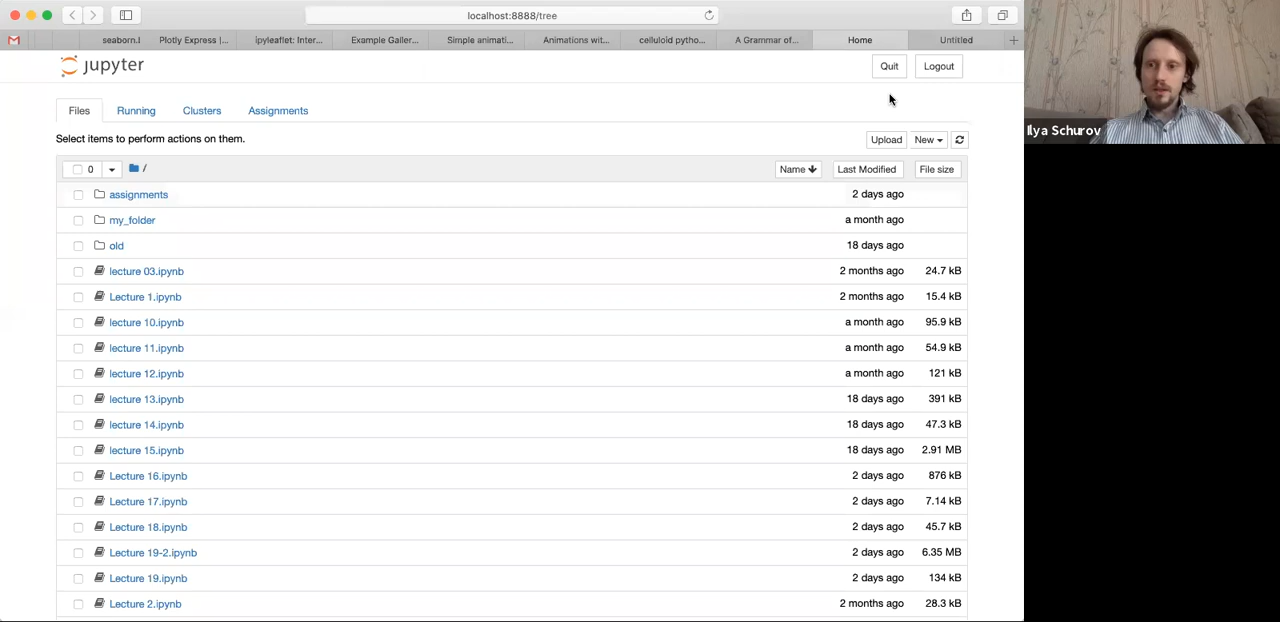 localhost:8888/tree
seaborn.l Plotly Express |... ipyleaflet: Inter... Example Galler... Simple animati... Animations wit... celluloid pytho... A Grammar of... Home Untitled
jupyter Quit Logout
Files Running Clusters Assignments
Select items to perform actions on them. Upload New
0 / Name Last Modified File size
assignments 2 days ago
my_folder a month ago
old 18 days ago
lecture 03.ipynb 2 months ago 24.7 kB
Lecture 1.ipynb 2 months ago 15.4 kB
lecture 10.ipynb a month ago 95.9 kB
lecture 11.ipynb a month ago 54.9 kB
lecture 12.ipynb a month ago 121 kB
lecture 13.ipynb 18 days ago 391 kB
lecture 14.ipynb 18 days ago 47.3 kB
lecture 15.ipynb 18 days ago 2.91 MB
Lecture 16.ipynb 2 days ago 876 kB
Lecture 17.ipynb 2 days ago 7.14 kB
Lecture 18.ipynb 2 days ago 45.7 kB
Lecture 19-2.ipynb 2 days ago 6.35 MB
Lecture 19.ipynb 2 days ago 134 kB
Lecture 2.ipynb 2 months ago 28.3 kB
Ilya Schurov